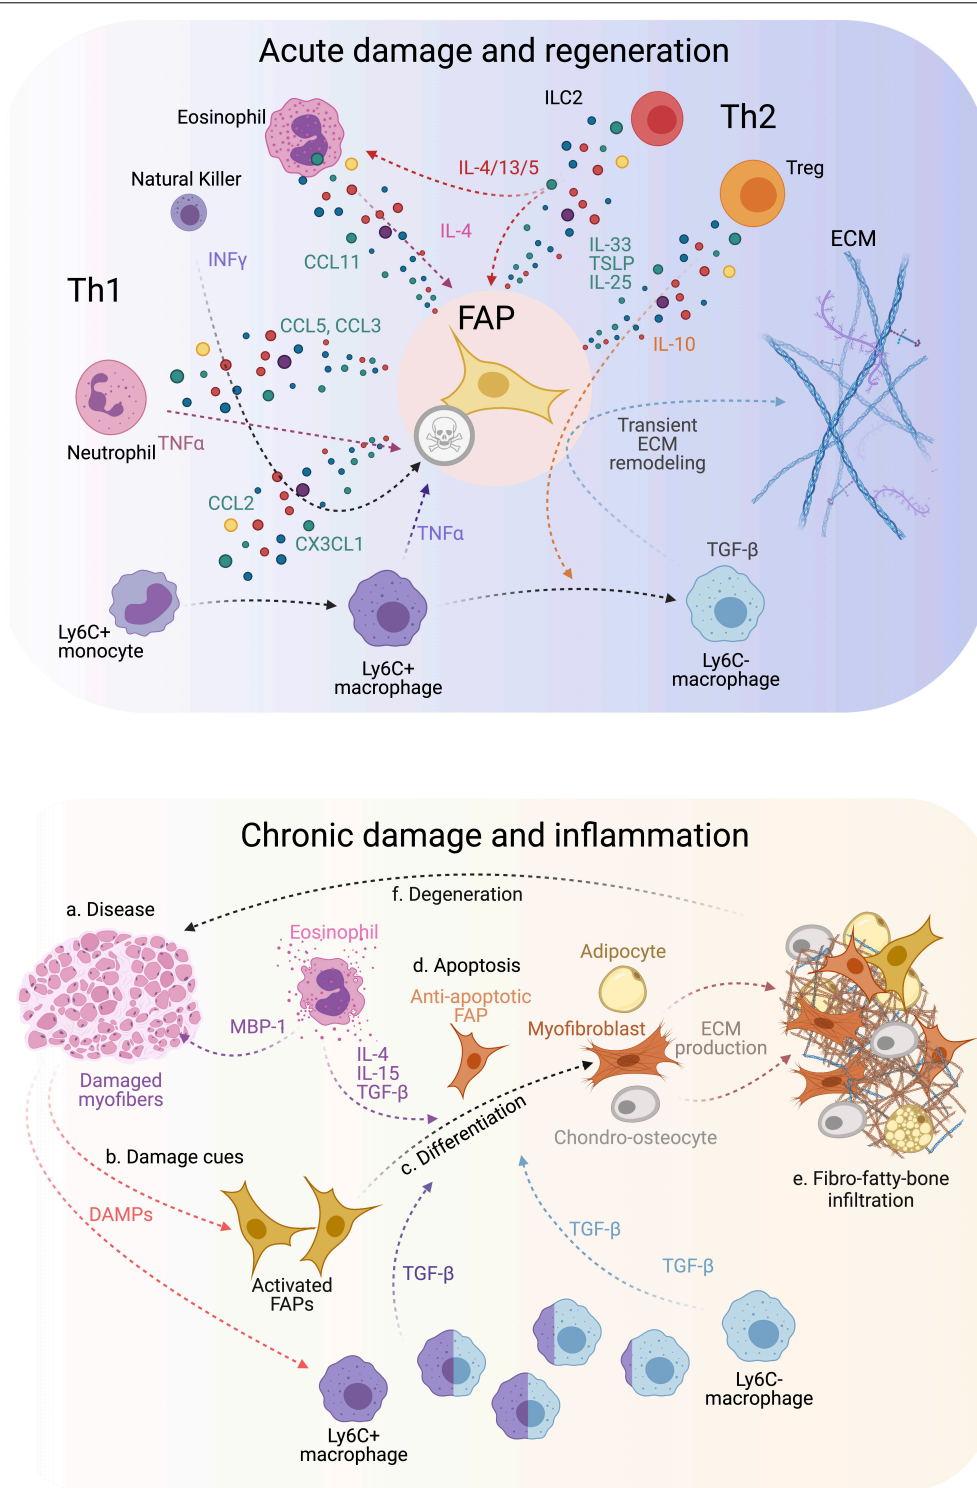 Acute damage and regeneration
ILC2
Eosinophil
Th2
IL-4/13/5
Treg
Natural Killer
IL-4
ECM
IL-33
TSLP
IL-25
INFγ
CCL11
Th1
FAP
CCL5, CCL3
IL-10
Transient
ECM
remodeling
Neutrophil
TNFα
CCL2
CX3CL1
TNFα
TGF-β
Ly6C+
monocyte
Ly6C+
macrophage
Ly6C-
macrophage
Chronic damage and inflammation
f. Degeneration
a. Disease
Eosinophil
d. Apoptosis
Adipocyte
Anti-apoptotic
FAP
MBP-1
Myofibroblast
ECM
production
IL-4
IL-15
TGF-β
Damaged
myofibers
c. Differentiation
Chondro-osteocyte
b. Damage cues
e. Fibro-fatty-bone
infiltration
DAMPs
TGF-β
TGF-β
TGF-β
Activated
FAPs
Ly6C-
macrophage
Ly6C+
macrophage